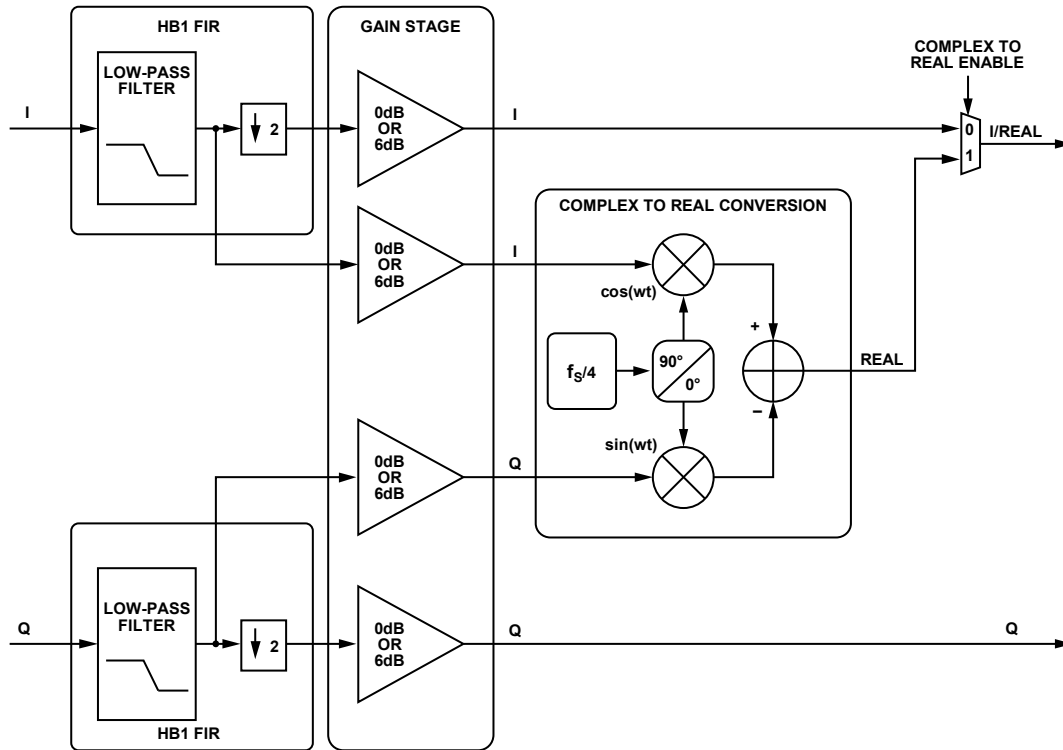 HB1 FIR
GAIN STAGE
LOW-PASS
FILTER
COMPLEX TO
REAL ENABLE
I
2
0dB
OR
6dB
I
0
1
I/REAL
0dB
OR
6dB
I
COMPLEX TO REAL CONVERSION
cos(wt)
+
fS/4
90°
0°
REAL
–
sin(wt)
0dB
OR
6dB
Q
LOW-PASS
FILTER
Q
2
0dB
OR
6dB
Q
Q
HB1 FIR